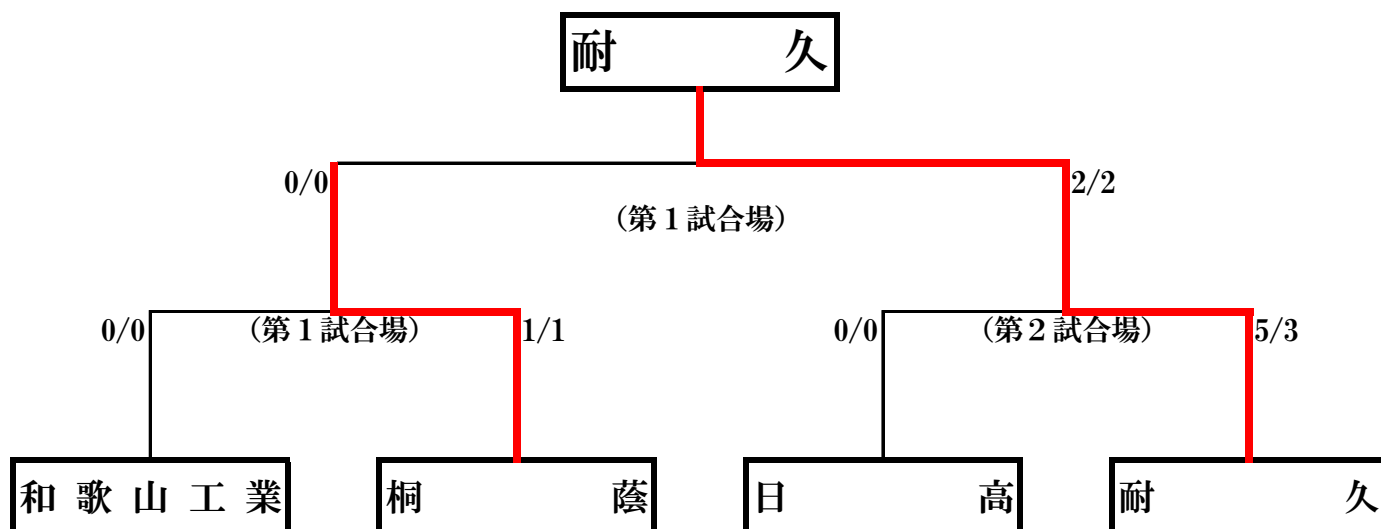 耐久
0/0 2/2
（第１試合場）
0/0 （第１試合場） 1/1 0/0 （第２試合場） 5/3
和歌山工業 桐蔭 日高 耐久